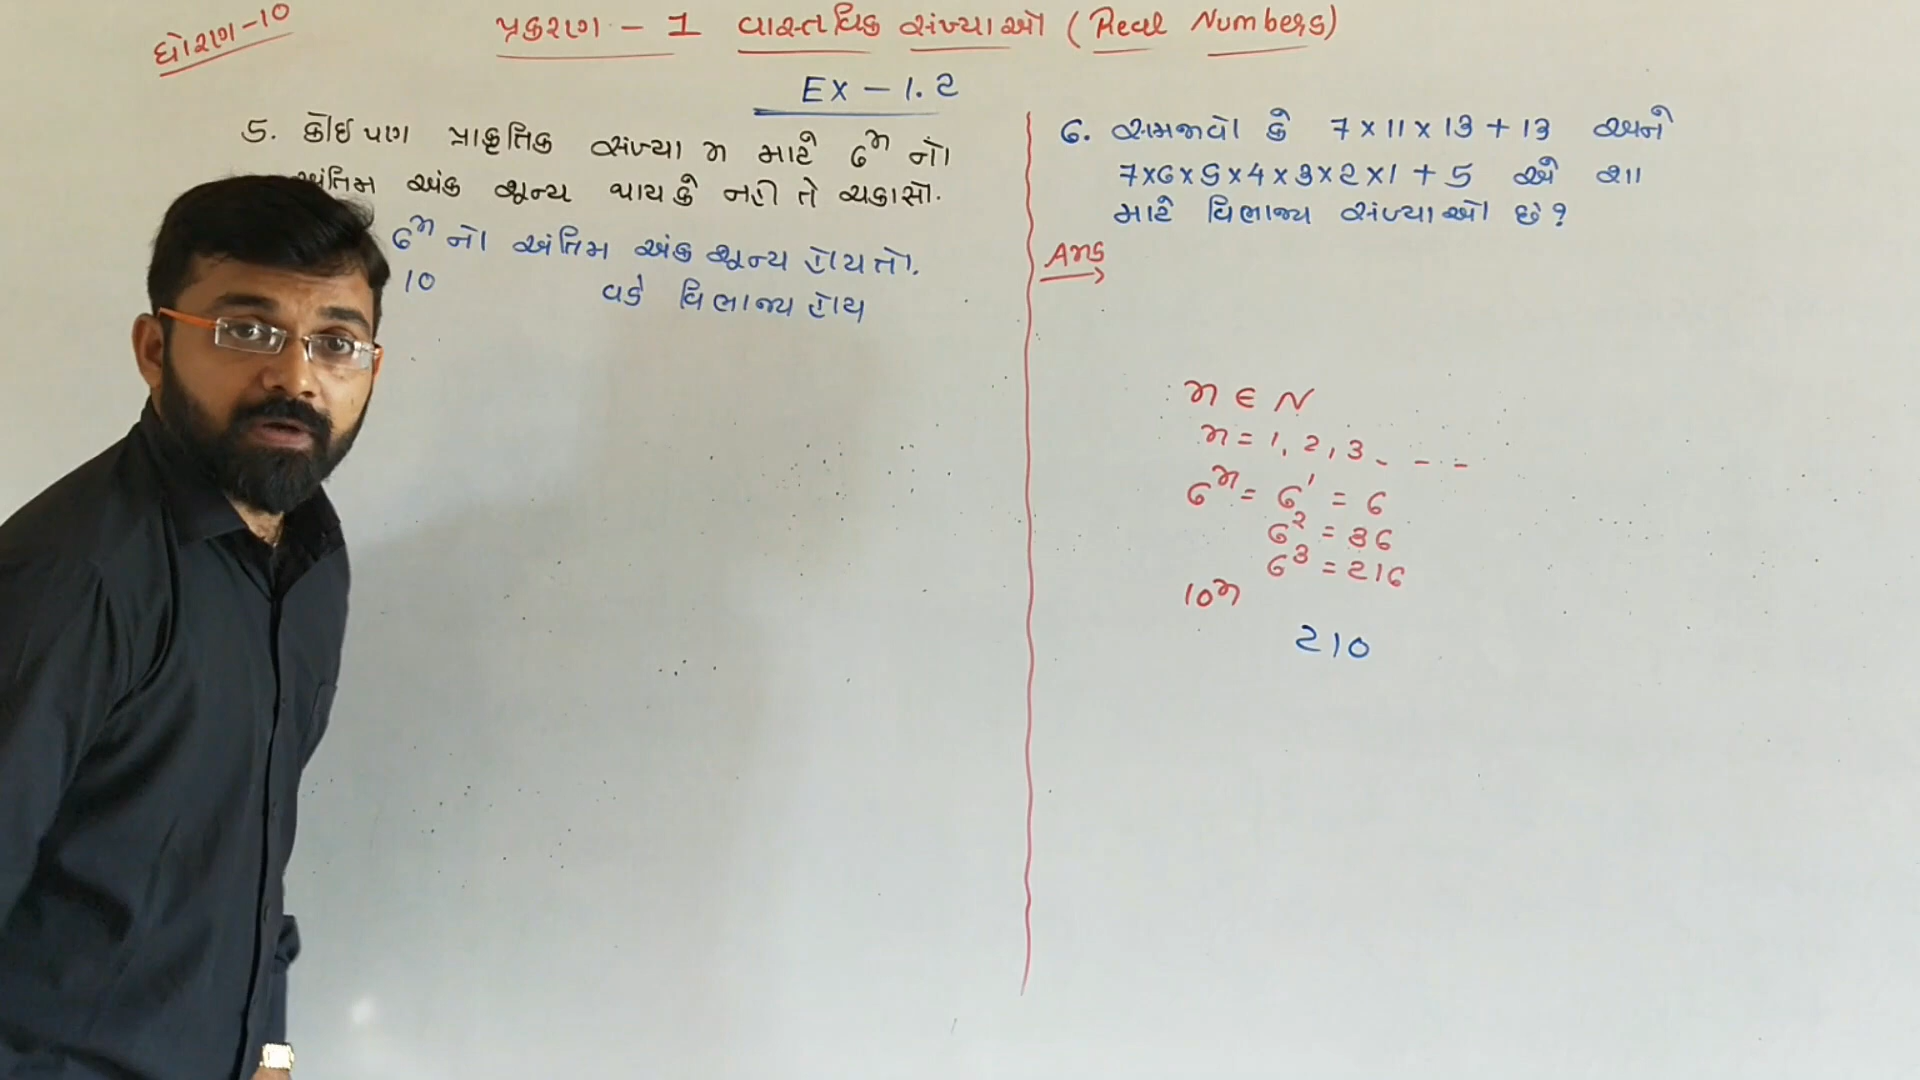 ધોરણ-10
પ્રકરણ - 1 વાસ્તવિક સંખ્યાઓ (Real Numbers)
Ex - 1.2
5. કોઈ પણ પ્રાકૃતિક સંખ્યા n માટે 6ⁿ નો
અંતિમ અંક શૂન્ય થાય કે નહી તે ચકાસો.
6ⁿ નો અંતિમ અંક શૂન્ય હોય તો.
10 વડે વિભાજ્ય હોય
6. સમજાવો કે 7×11×13+13 અને
7×6×5×4×3×2×1+5 એ શા
માટે વિભાજ્ય સંખ્યાઓ છે?
Ans
n ∈ N
n = 1, 2, 3 - - -
6ⁿ = 6¹ = 6
6² = 36
6³ = 216
10n
210